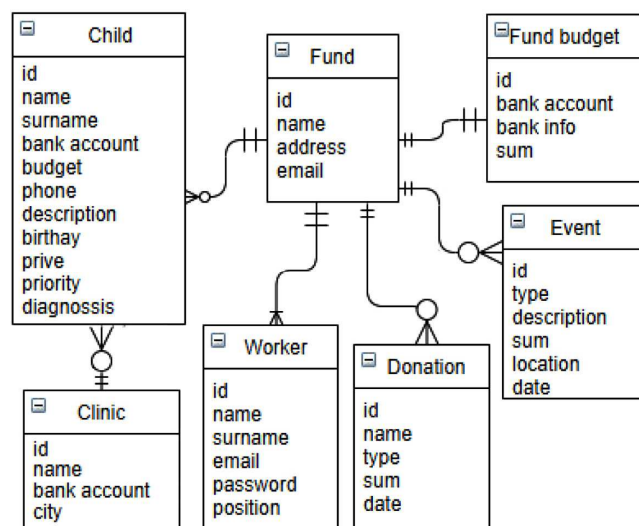 Child
id
name
surname
bank account
budget
phone
description
birthay
prive
priority
diagnossis
Fund
id
name
address
email
Fund budget
id
bank account
bank info
sum
Event
id
type
description
sum
location
date
Clinic
id
name
bank account
city
Worker
id
name
surname
email
password
position
Donation
id
name
type
sum
date